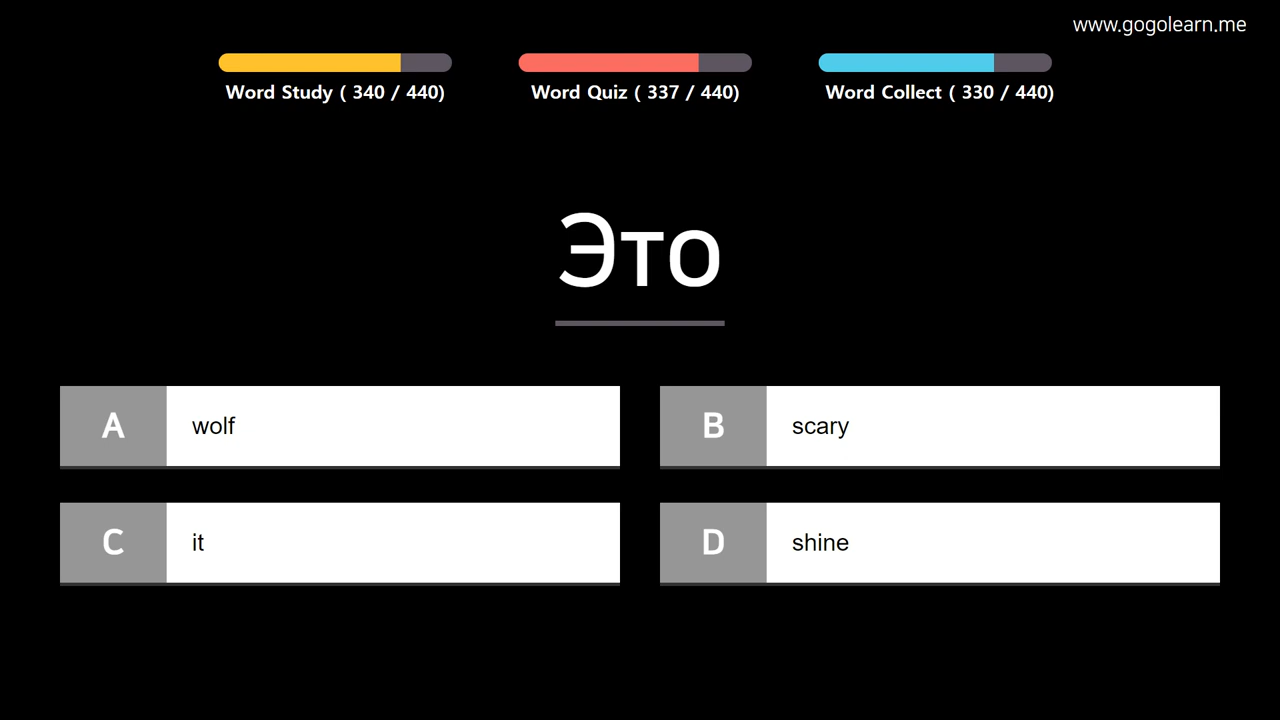 www.gogolearn.me
Word Study ( 340 / 440)
Word Quiz ( 337 / 440)
Word Collect ( 330 / 440)
Это
A wolf
B scary
C it
D shine